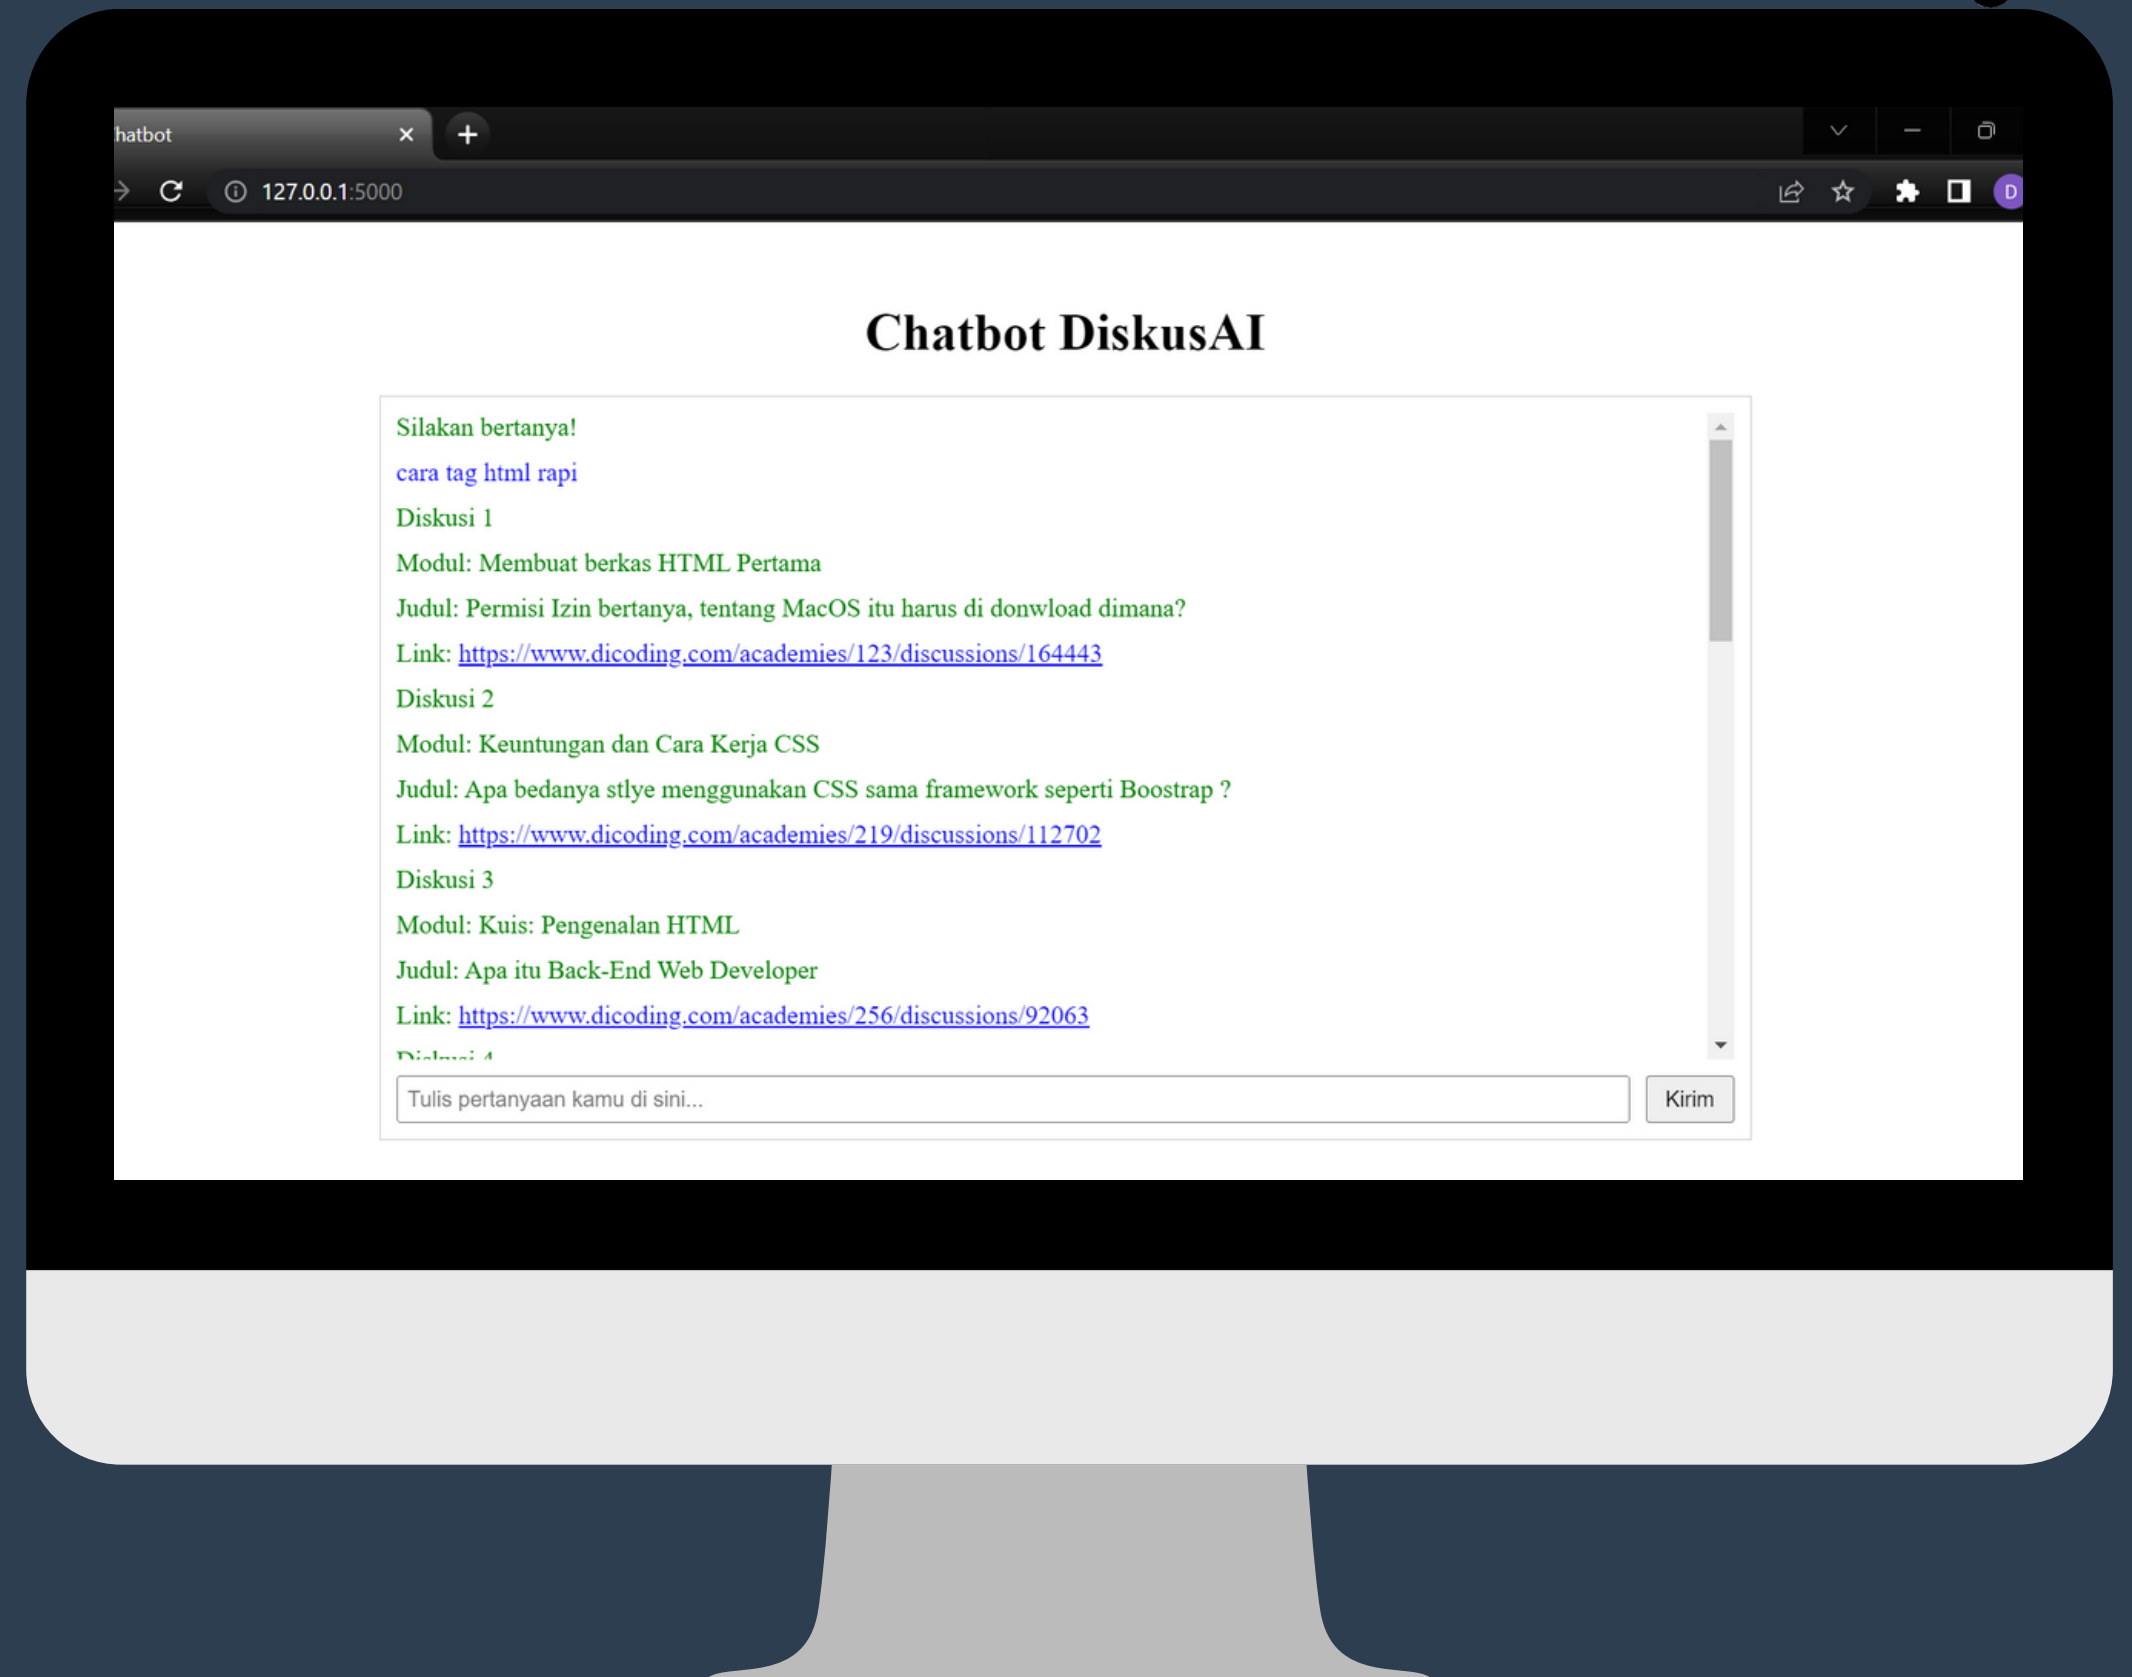 hatbot
127.0.0.1:5000
D
Chatbot DiskusAI
Silakan bertanya!
cara tag html rapi
Diskusi 1
Modul: Membuat berkas HTML Pertama
Judul: Permisi Izin bertanya, tentang MacOS itu harus di donwload dimana?
Link: https://www.dicoding.com/academies/123/discussions/164443
Diskusi 2
Modul: Keuntungan dan Cara Kerja CSS
Judul: Apa bedanya stlye menggunakan CSS sama framework seperti Boostrap ?
Link: https://www.dicoding.com/academies/219/discussions/112702
Diskusi 3
Modul: Kuis: Pengenalan HTML
Judul: Apa itu Back-End Web Developer
Link: https://www.dicoding.com/academies/256/discussions/92063
Diskusi 4
Tulis pertanyaan kamu di sini...
Kirim